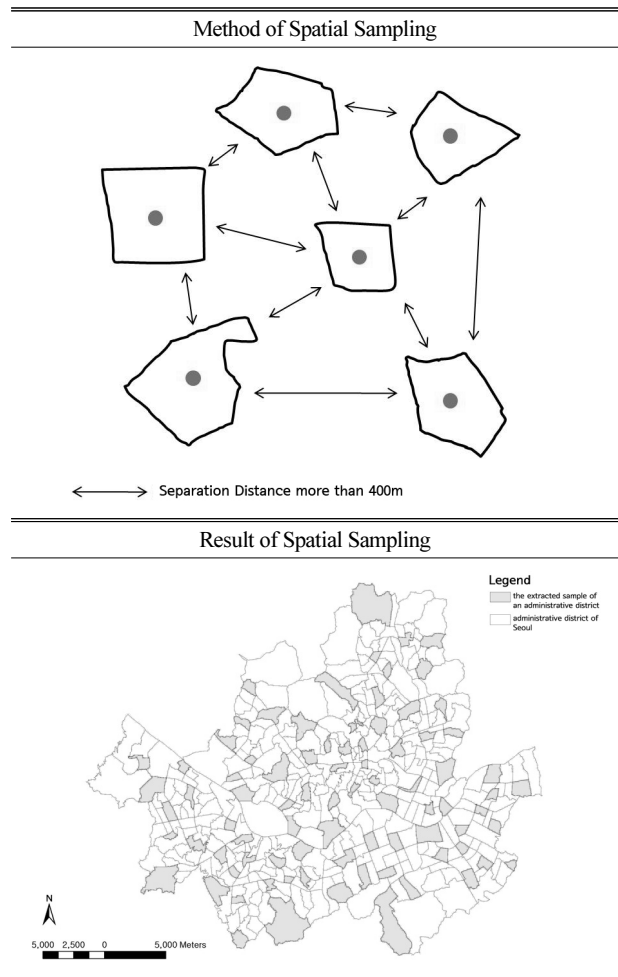 Method of Spatial Sampling
Separation Distance more than 400m
Result of Spatial Sampling
Legend
the extracted sample of
an administrative district
administrative district of
Seoul
N
5,000 2,500 0 5,000 Meters